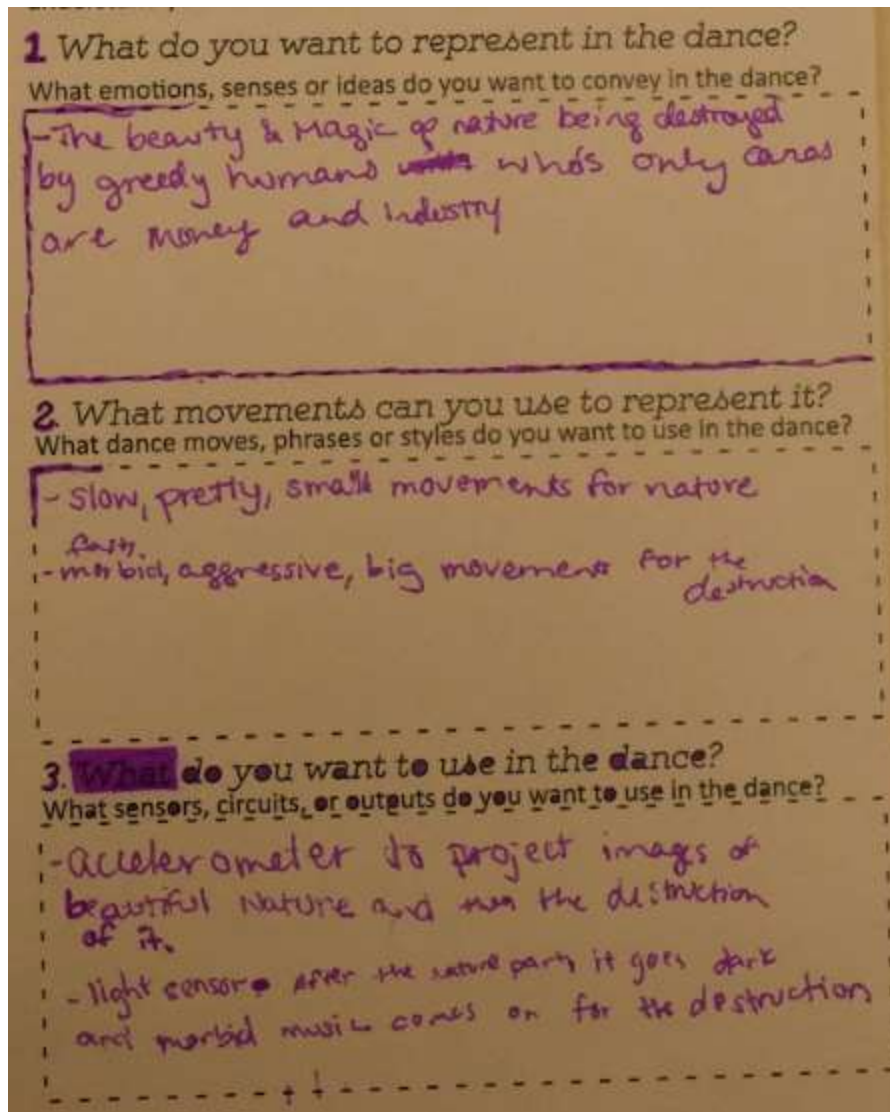 1 What do you want to represent in the dance?
What emotions, senses or ideas do you want to convey in the dance?
-The beauty & Magic of nature being destroyed
by greedy humans who's only cares
are money and industry
2 What movements can you use to represent it?
What dance moves, phrases or styles do you want to use in the dance?
- slow, pretty, small movements for nature
fast,
- morbid, aggressive, big movements for the
destruction
3. What do you want to use in the dance?
What sensors, circuits, or outputs do you want to use in the dance?
- accelerometer to project images of
beautiful Nature and then the destruction
of it.
- light sensor After the nature part, it goes dark
and morbid music comes on for the destruction